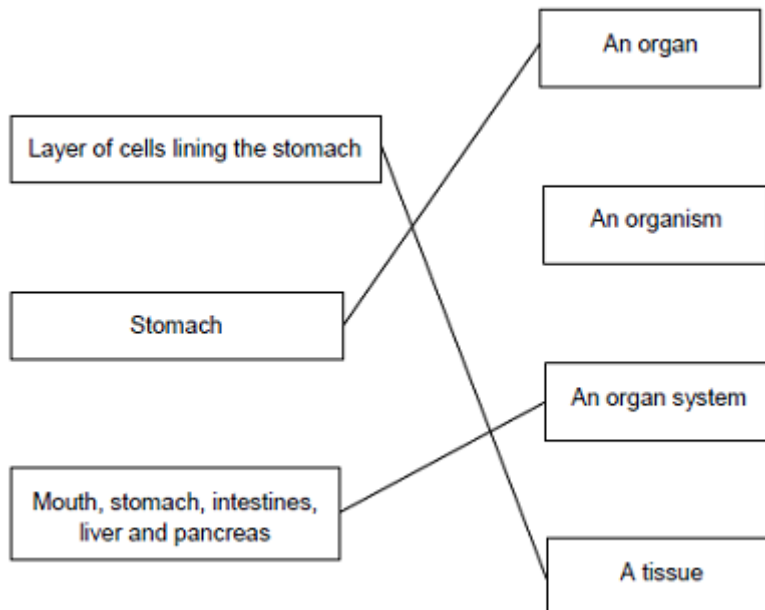 An organ
Layer of cells lining the stomach
An organism
Stomach
An organ system
Mouth, stomach, intestines,
liver and pancreas
A tissue